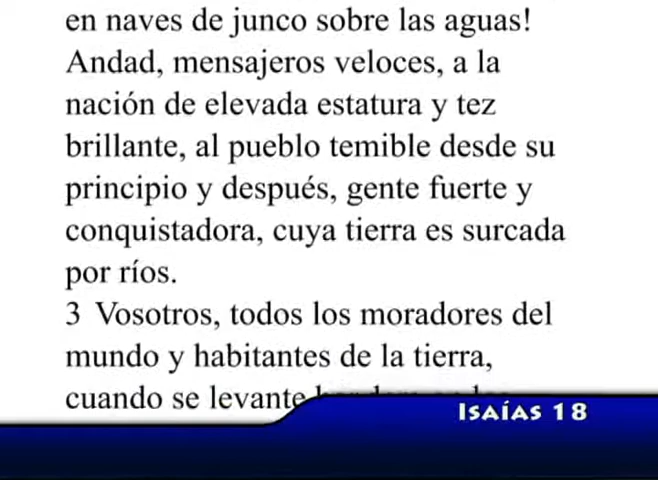 en naves de junco sobre las aguas!
Andad, mensajeros veloces, a la
nación de elevada estatura y tez
brillante, al pueblo temible desde su
principio y después, gente fuerte y
conquistadora, cuya tierra es surcada
por ríos.
3 Vosotros, todos los moradores del
mundo y habitantes de la tierra,
cuando se levante
Isaías 18